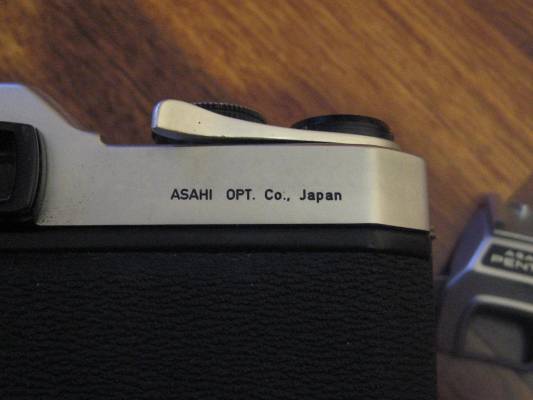 ASAHI OPT. Co., Japan